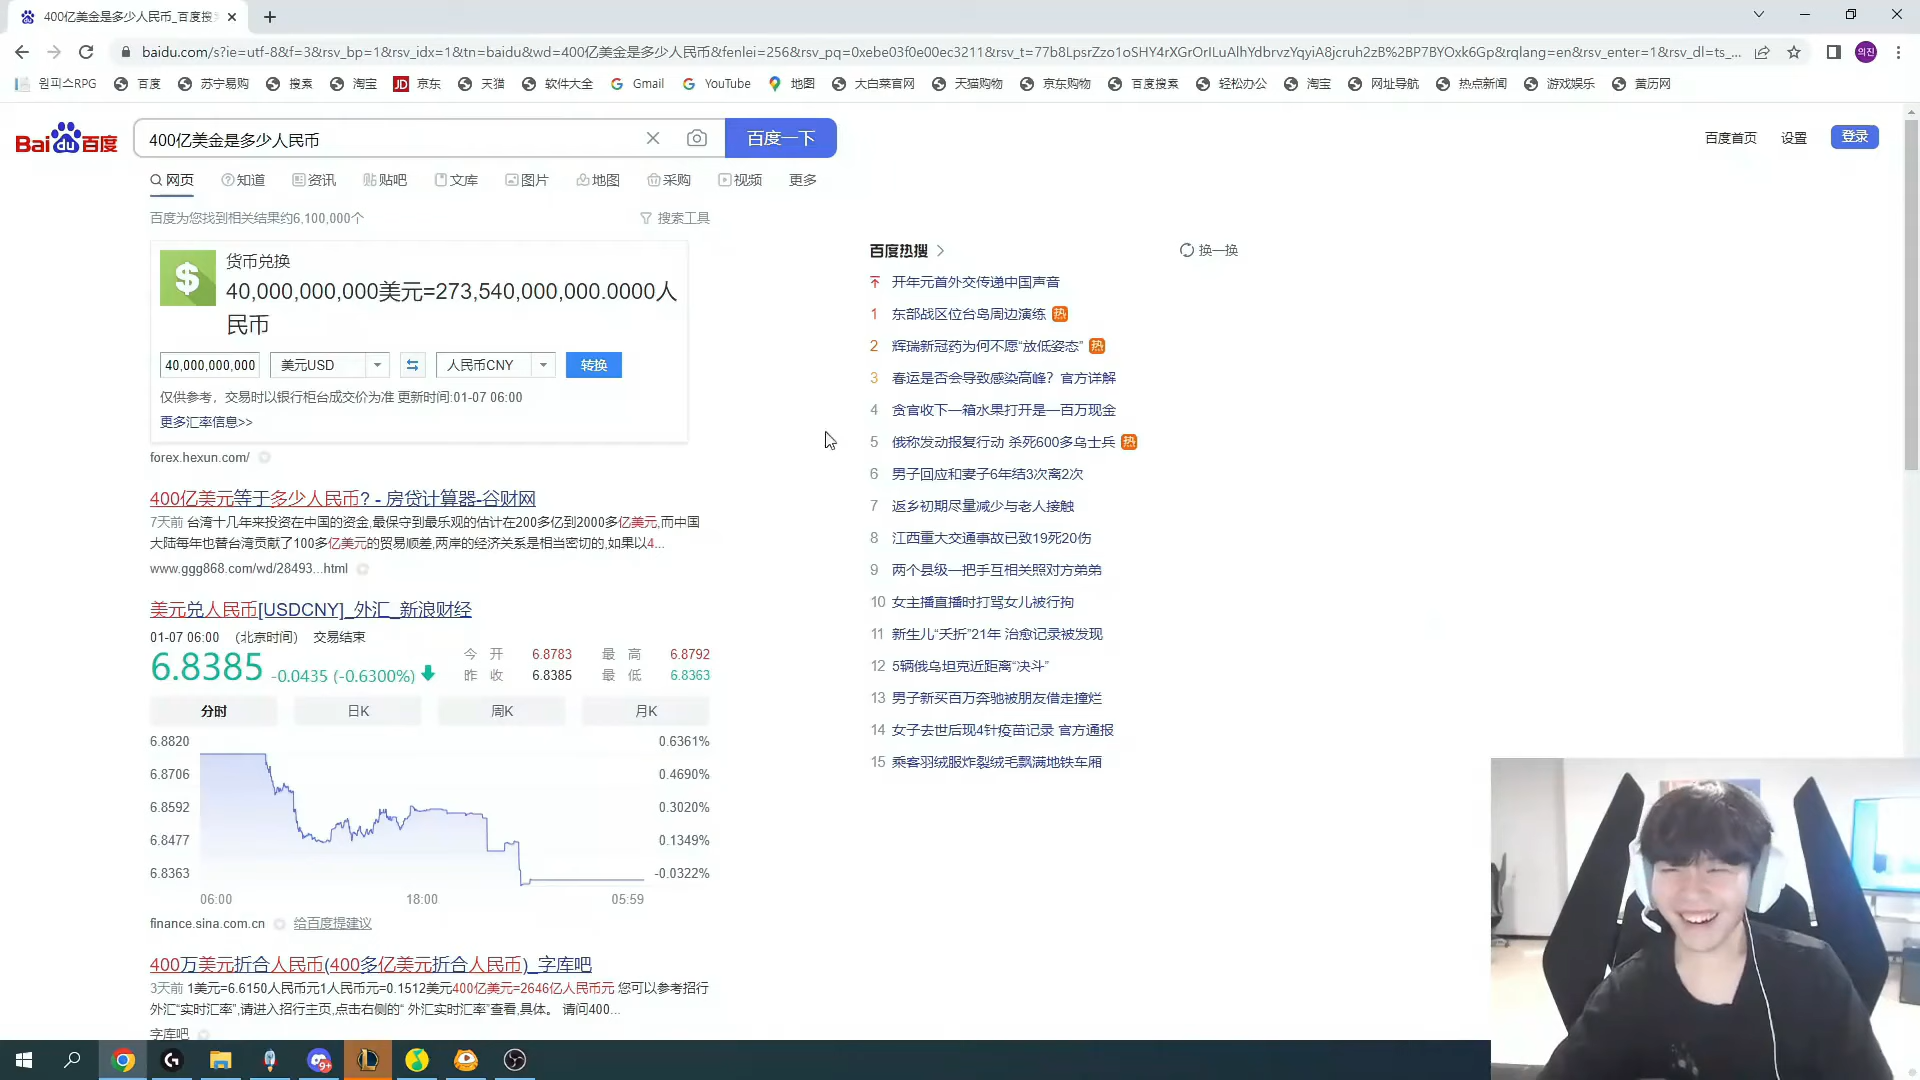 400亿美金是多少人民币_百度搜
baidu.com/s?ie=utf-8&f=3&rsv_bp=1&rsv_idx=1&tn=baidu&wd=400亿美金是多少人民币&fenlei=256&rsv_pq=0xebe03f0e00ec3211&rsv_t=77b8LpsrZzo1oSHY4rXGrOrILuAlhYdbrvzYqyiA8jcruh2zB%2BP7BYOxk6Gp&rqlang=en&rsv_enter=1&rsv_dl=ts_... 의진
원피스RPG 百度 苏宁易购 搜索 淘宝 JD 京东 天猫 软件大全 Gmail YouTube 地图 大白菜官网 天猫购物 京东购物 百度搜索 轻松办公 淘宝 网址导航 热点新闻 游戏娱乐 黄历网
Bai du 百度 400亿美金是多少人民币 百度一下 百度首页 设置 登录
网页 知道 资讯 贴吧 文库 图片 地图 采购 视频 更多
百度为您找到相关结果约6,100,000个 搜索工具
货币兑换
40,000,000,000美元=273,540,000,000.0000人
民币
40,000,000,000 美元USD 人民币CNY 转换
仅供参考，交易时以银行柜台成交价为准 更新时间:01-07 06:00
更多汇率信息>>
forex.hexun.com/
400亿美元等于多少人民币? - 房贷计算器-谷财网
7天前 台湾十几年来投资在中国的资金,最保守到最乐观的估计在200多亿到2000多亿美元,而中国
大陆每年也替台湾贡献了100多亿美元的贸易顺差,两岸的经济关系是相当密切的,如果以4...
www.ggg868.com/wd/28493...html
美元兑人民币[USDCNY]_外汇_新浪财经
01-07 06:00 (北京时间) 交易结束
6.8385 -0.0435 (-0.6300%)
今开 6.8783 最高 6.8792
昨收 6.8385 最低 6.8363
分时 日K 周K 月K
6.8820 0.6361%
6.8706 0.4690%
6.8592 0.3020%
6.8477 0.1349%
6.8363 -0.0322%
06:00 18:00 05:59
finance.sina.com.cn 给百度提建议
400万美元折合人民币(400多亿美元折合人民币)_字库吧
3天前 1美元=6.6150人民币元1人民币元=0.1512美元400亿美元=2646亿人民币元 您可以参考招行
外汇“实时汇率”,请进入招行主页,点击右侧的“ 外汇实时汇率”查看,具体。 请问400...
字库吧
百度热搜 换一换
开年元首外交传递中国声音
1 东部战区位台岛周边演练 热
2 辉瑞新冠药为何不愿“放低姿态” 热
3 春运是否会导致感染高峰？官方详解
4 贪官收下一箱水果打开是一百万现金
5 俄称发动报复行动 杀死600多乌士兵 热
6 男子回应和妻子6年结3次离2次
7 返乡初期尽量减少与老人接触
8 江西重大交通事故已致19死20伤
9 两个县级一把手互相关照对方弟弟
10 女主播直播时打骂女儿被行拘
11 新生儿“夭折”21年 治愈记录被发现
12 5辆俄乌坦克近距离“决斗”
13 男子新买百万奔驰被朋友借走撞烂
14 女子去世后现4针疫苗记录 官方通报
15 乘客羽绒服炸裂绒毛飘满地铁车厢
9+